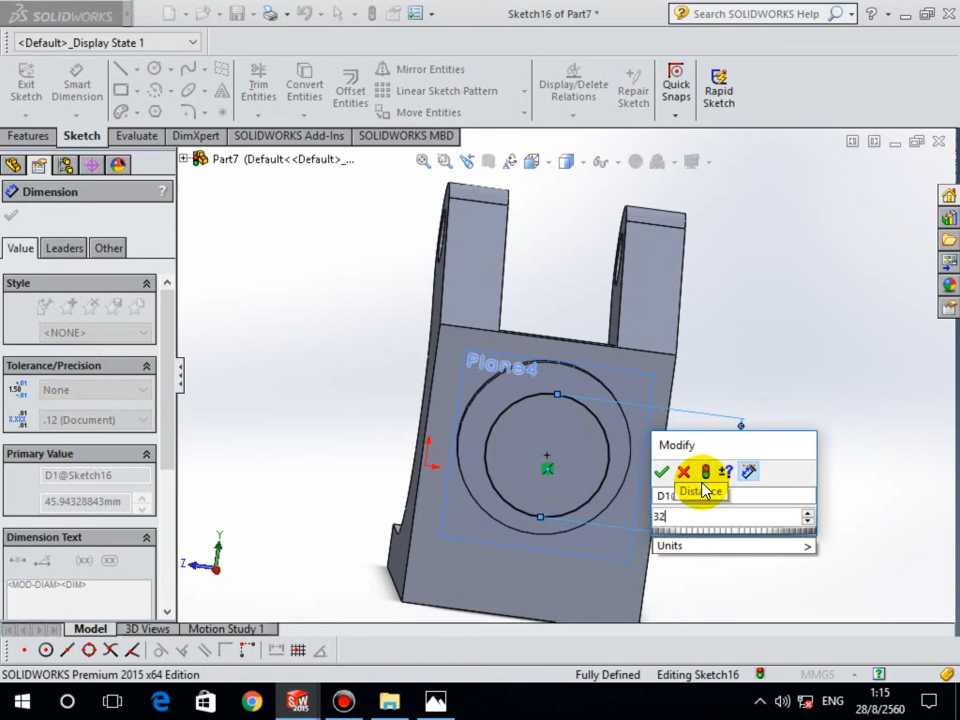 SOLIDWORKS
Sketch16 of Part7 *
Search SOLIDWORKS Help
<Default>_Display State 1
Exit Sketch
Smart Dimension
Trim Entities
Convert Entities
Offset Entities
Mirror Entities
Linear Sketch Pattern
Move Entities
Display/Delete Relations
Repair Sketch
Quick Snaps
Rapid Sketch
Features Sketch Evaluate DimXpert SOLIDWORKS Add-Ins SOLIDWORKS MBD
Part7 (Default<<Default>_...
Dimension
Value Leaders Other
Style
<NONE>
Tolerance/Precision
None
.12 (Document)
Primary Value
D1@Sketch16
45.94328843mm
Dimension Text
<MOD-DIAM><DIM>
Plane4
Modify
Distance
D1@
32
Units
Y
Z
Model 3D Views Motion Study 1
SOLIDWORKS Premium 2015 x64 Edition
Fully Defined Editing Sketch16 MMGS
ENG
1:15
28/8/2560